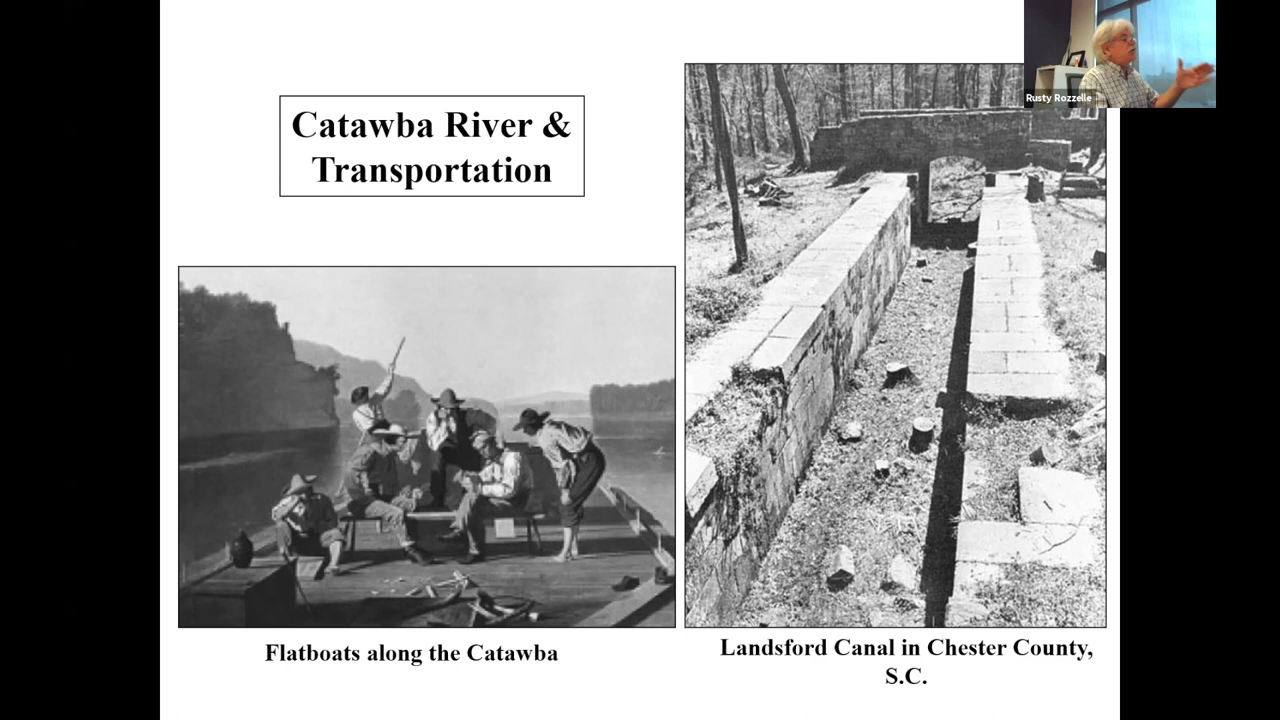 Rusty Rozzelle
Catawba River &
Transportation
Flatboats along the Catawba
Landsford Canal in Chester County,
S.C.